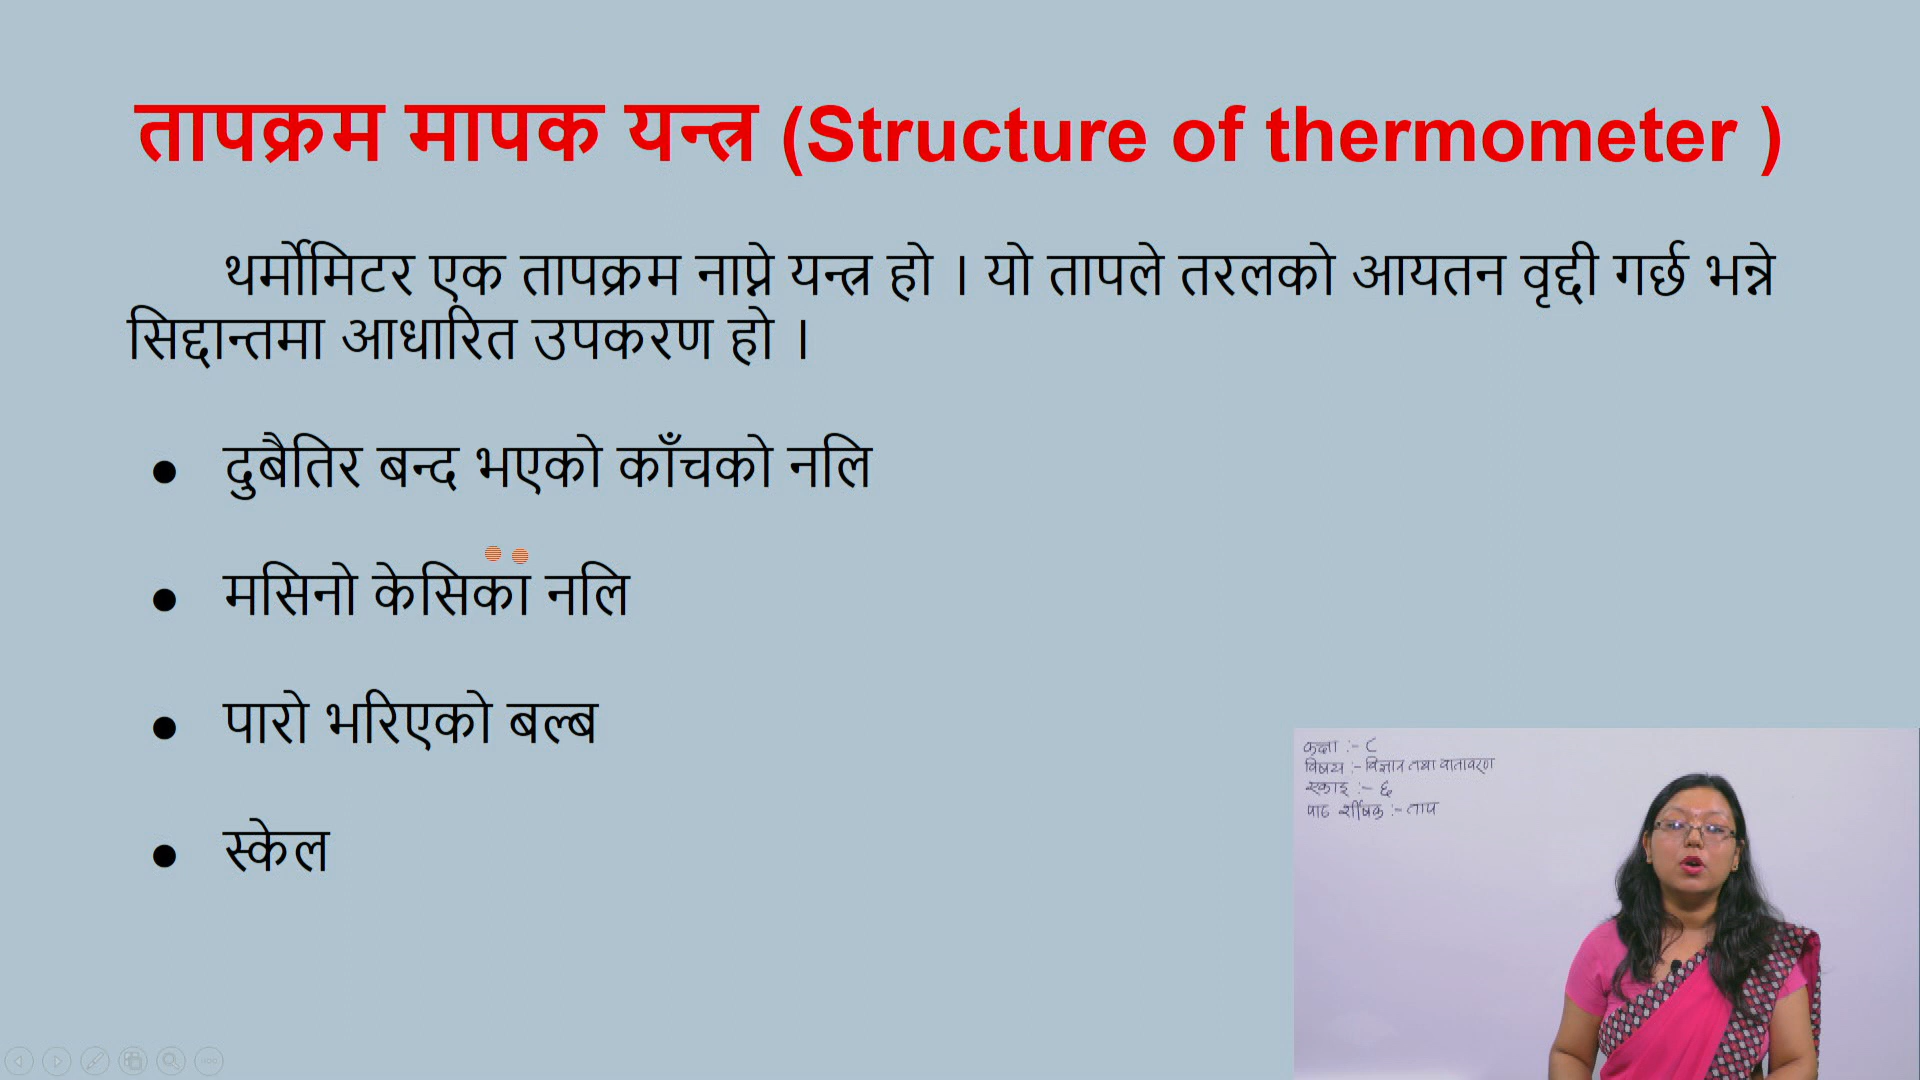 तापक्रम मापक यन्त्र (Structure of thermometer )
थर्मोमिटर एक तापक्रम नाप्ने यन्त्र हो । यो तापले तरलको आयतन वृद्दी गर्छ भन्ने
सिद्दान्तमा आधारित उपकरण हो ।
● दुबैतिर बन्द भएको काँचको नलि
● मसिनो केसिका नलि
● पारो भरिएको बल्ब
● स्केल
कक्षा :- ८
विषय :- विज्ञान तथा वातावरण
एकाइ :- ६
पाठ शीर्षक :- ताप